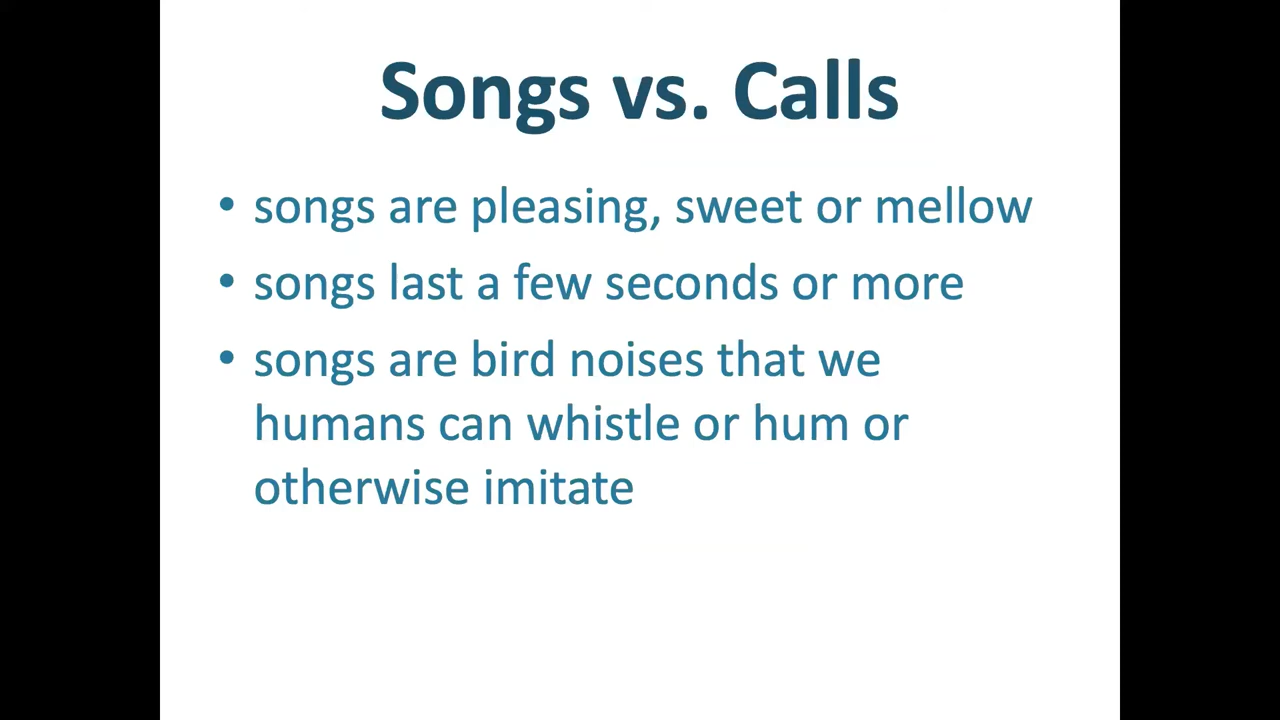 Songs vs. Calls
• songs are pleasing, sweet or mellow
• songs last a few seconds or more
• songs are bird noises that we
humans can whistle or hum or
otherwise imitate